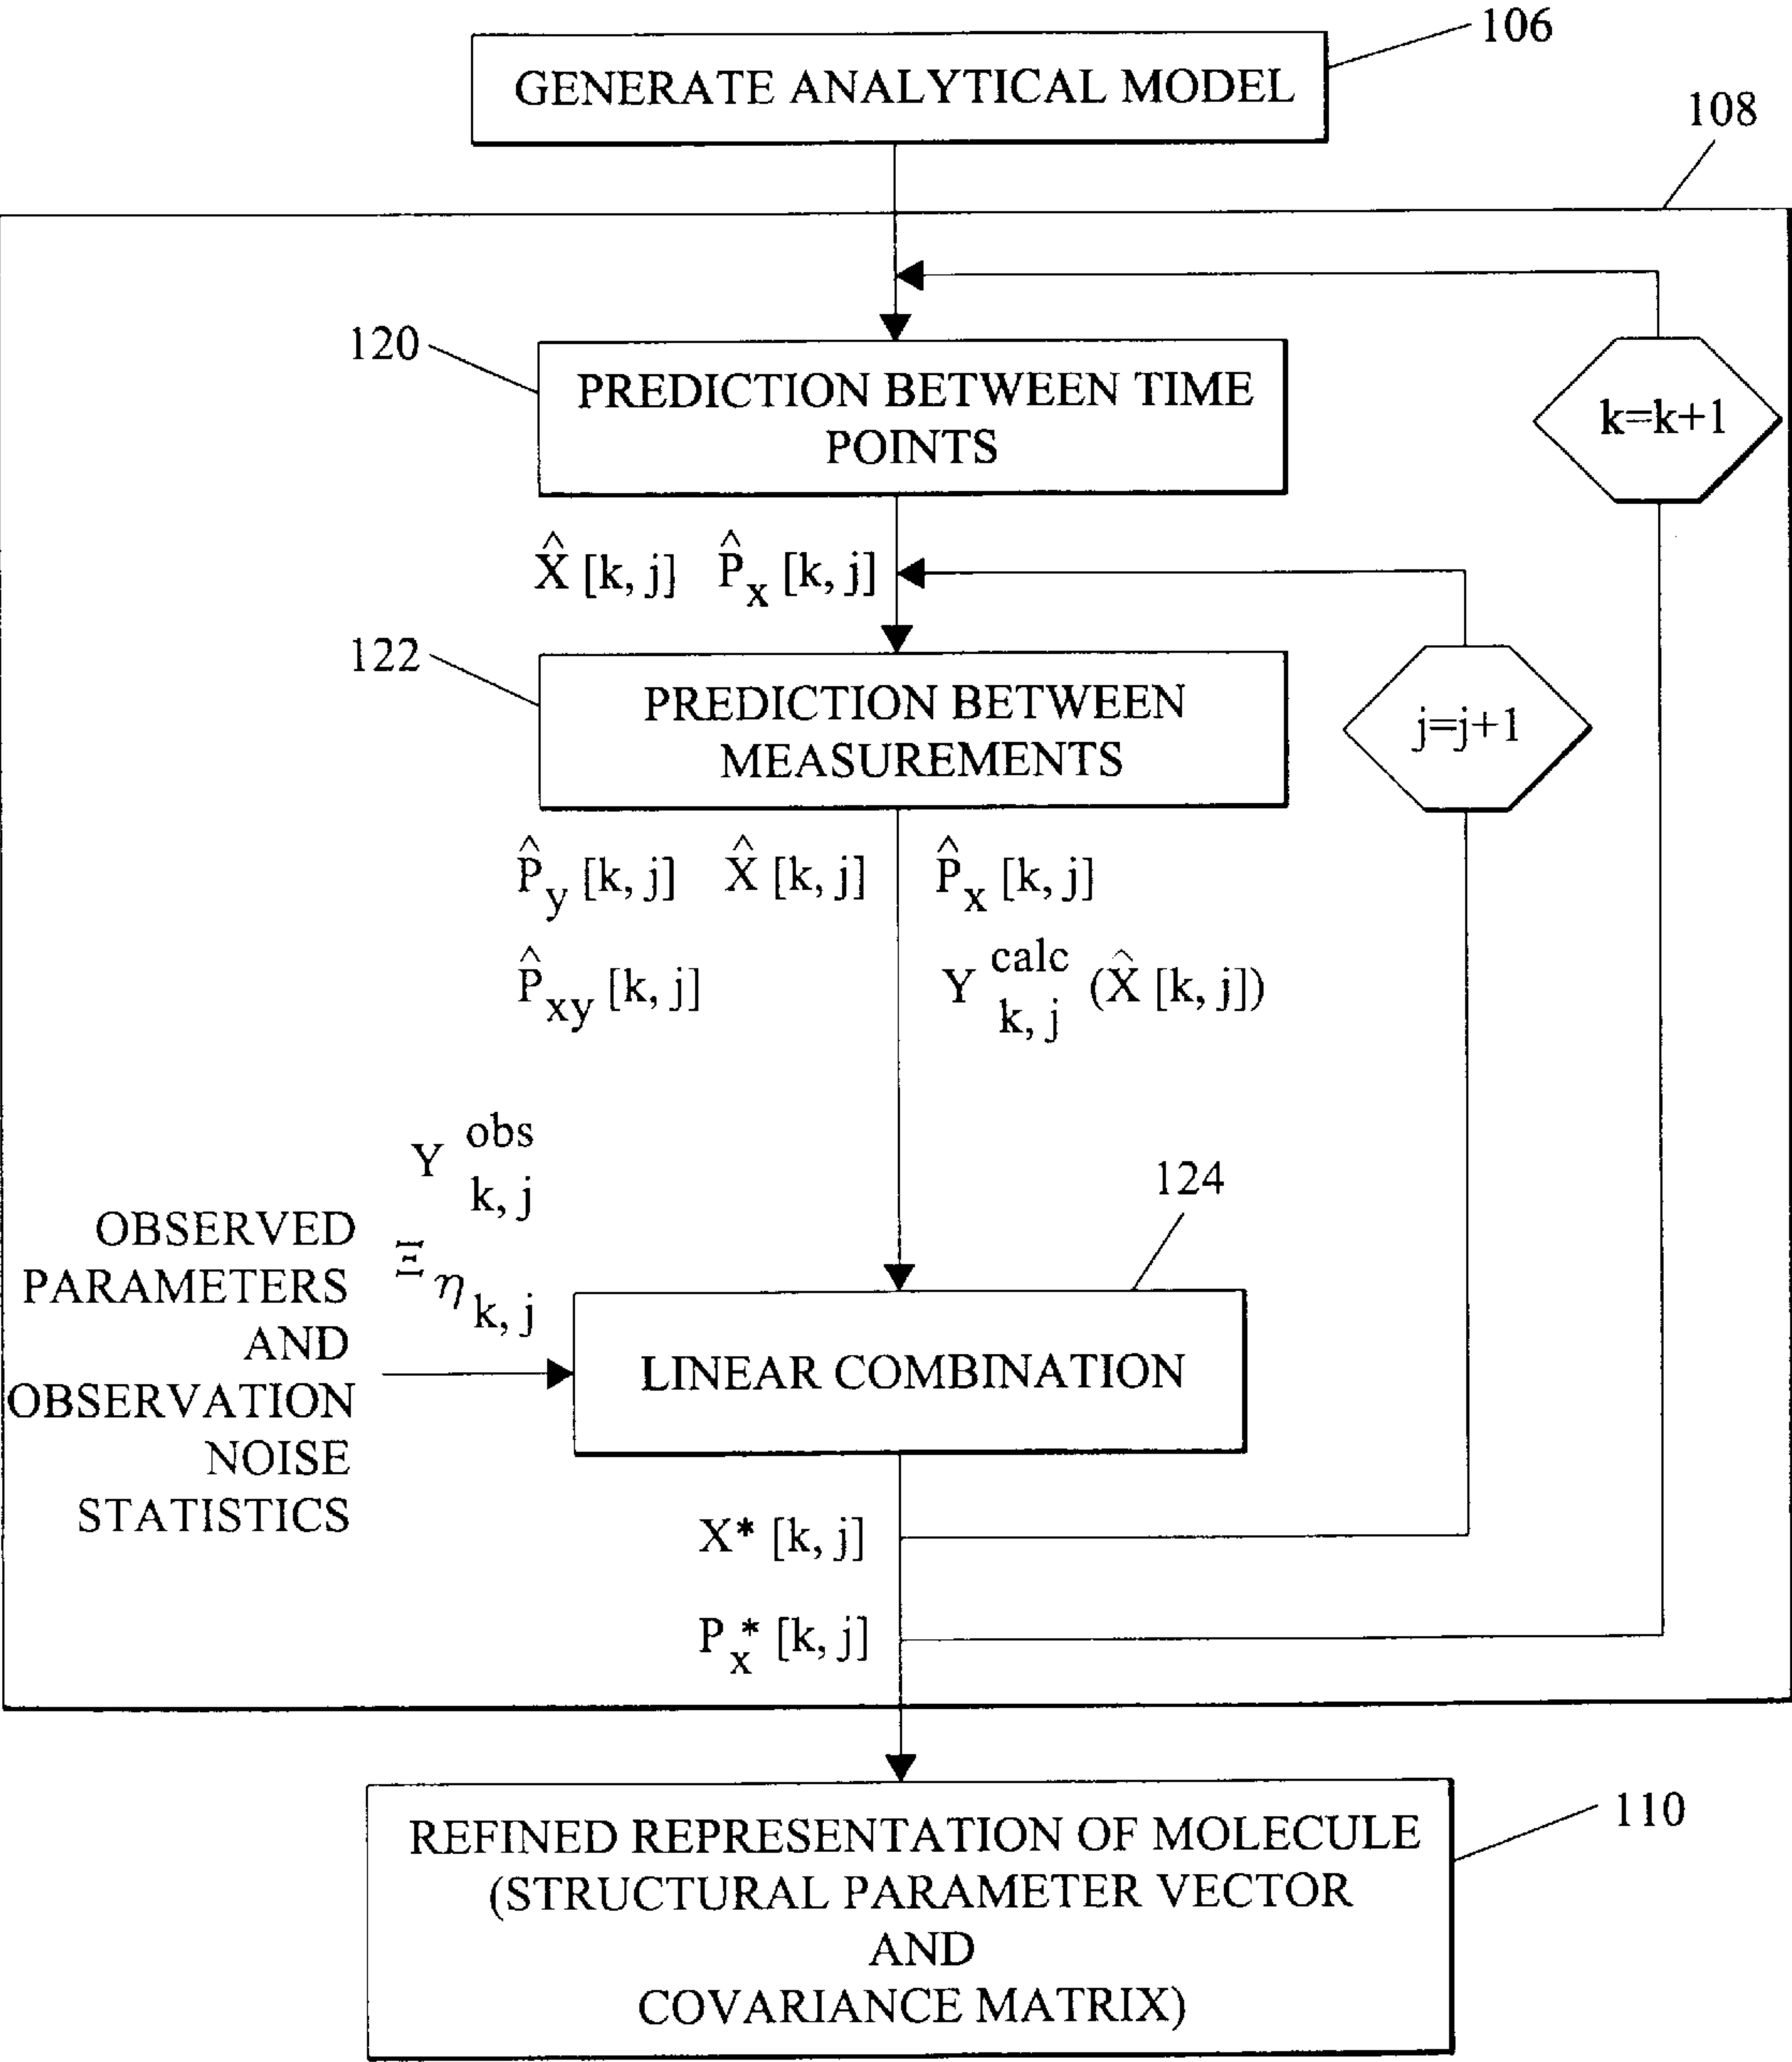 106
GENERATE ANALYTICAL MODEL
108
120
PREDICTION BETWEEN TIME
POINTS
k=k+1
X̂ [k, j] P̂x [k, j]
122
PREDICTION BETWEEN
MEASUREMENTS
j=j+1
P̂y [k, j] X̂ [k, j] P̂x [k, j]
P̂xy [k, j] Y calc k, j (X̂ [k, j])
Y obs k, j
124
Ξ η k, j
OBSERVED
PARAMETERS
AND
OBSERVATION
NOISE
STATISTICS
LINEAR COMBINATION
X* [k, j]
Px* [k, j]
110
REFINED REPRESENTATION OF MOLECULE
(STRUCTURAL PARAMETER VECTOR
AND
COVARIANCE MATRIX)